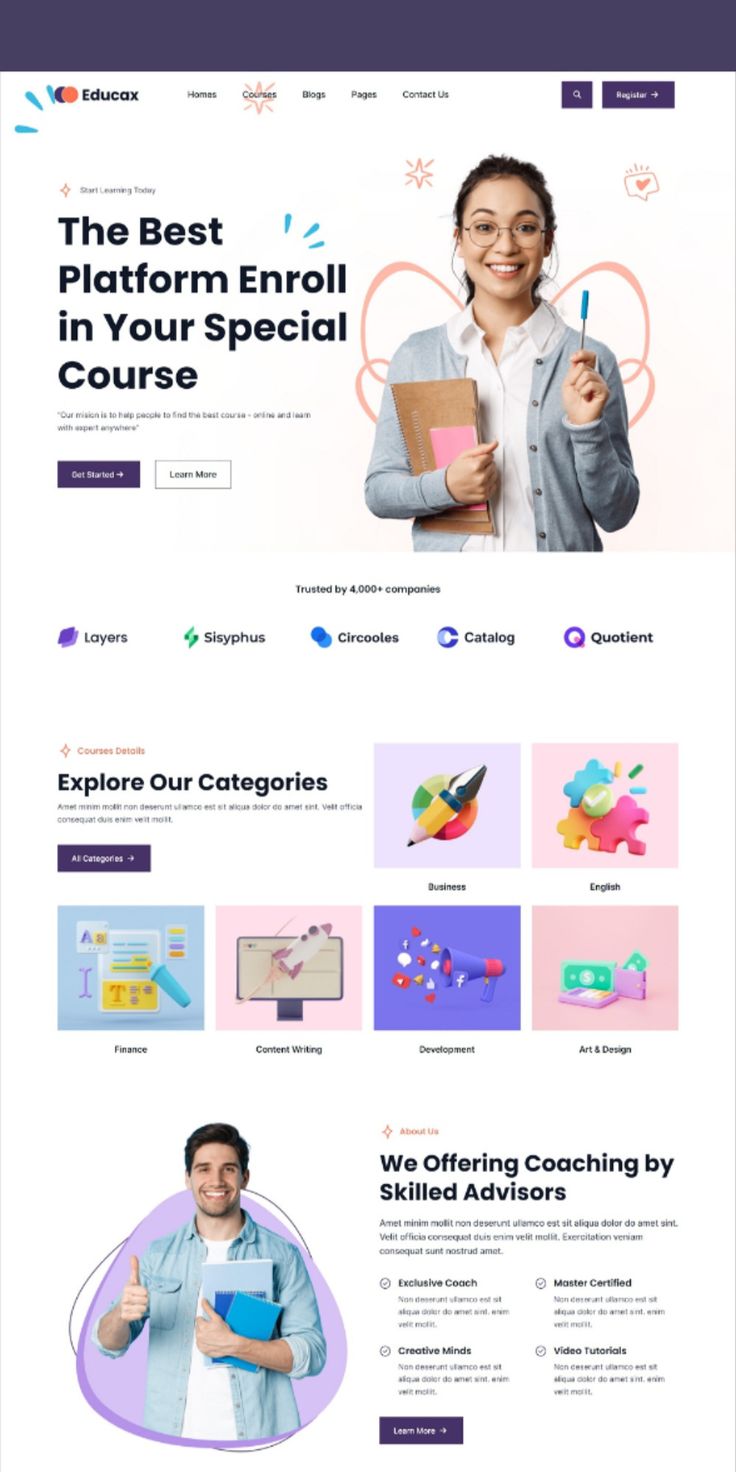 Educax
Homes Courses Blogs Pages Contact Us Register →
Start Learning Today
The Best
Platform Enroll
in Your Special
Course
"Our mision is to help people to find the best course - online and learn
with expert anywhere"
Get Started → Learn More
Trusted by 4,000+ companies
Layers Sisyphus Circooles Catalog Quotient
Courses Details
Explore Our Categories
Amet minim mollit non deserunt ullamco est sit aliqua dolor do amet sint. Velit officia
consequat duis enim velit mollit.
All Categories →
Business English
Finance Content Writing Development Art & Design
About Us
We Offering Coaching by
Skilled Advisors
Amet minim mollit non deserunt ullamco est sit aliqua dolor do amet sint.
Velit officia consequat duis enim velit mollit. Exercitation veniam
consequat sunt nostrud amet.
Exclusive Coach
Non deserunt ullamco est sit
aliqua dolor do amet sint. enim
velit mollit.
Master Certified
Non deserunt ullamco est sit
aliqua dolor do amet sint. enim
velit mollit.
Creative Minds
Non deserunt ullamco est sit
aliqua dolor do amet sint. enim
velit mollit.
Video Tutorials
Non deserunt ullamco est sit
aliqua dolor do amet sint. enim
velit mollit.
Learn More →